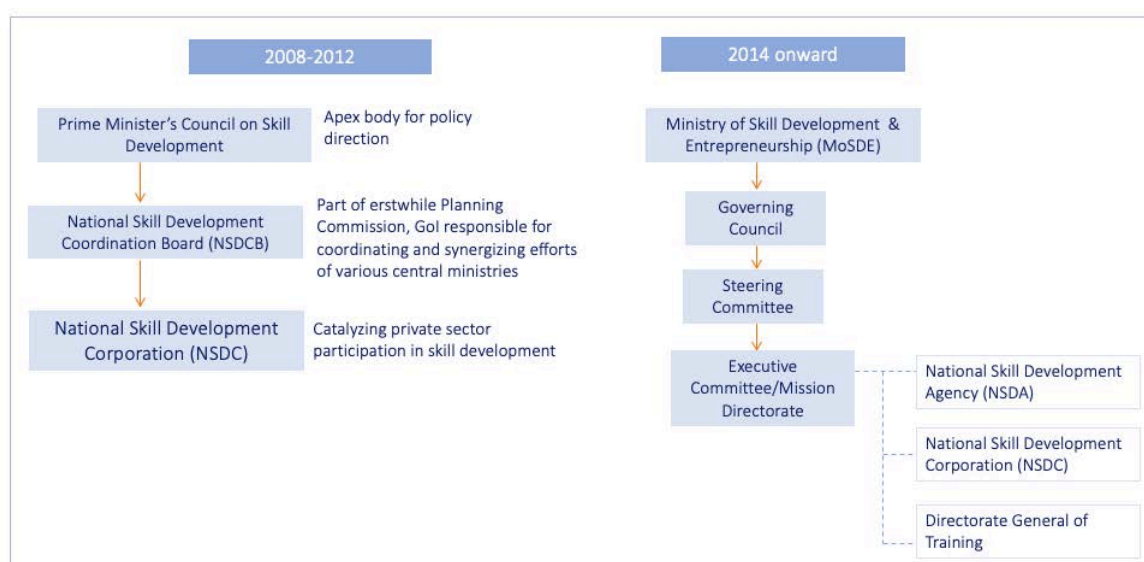 2008-2012
Prime Minister's Council on Skill
Development
Apex body for policy
direction
National Skill Development
Coordination Board (NSDCB)
Part of erstwhile Planning
Commission, GoI responsible for
coordinating and synergizing efforts
of various central ministries
National Skill Development
Corporation (NSDC)
Catalyzing private sector
participation in skill development
2014 onward
Ministry of Skill Development &
Entrepreneurship (MoSDE)
Governing
Council
Steering
Committee
Executive
Committee/Mission
Directorate
National Skill Development
Agency (NSDA)
National Skill Development
Corporation (NSDC)
Directorate General of
Training